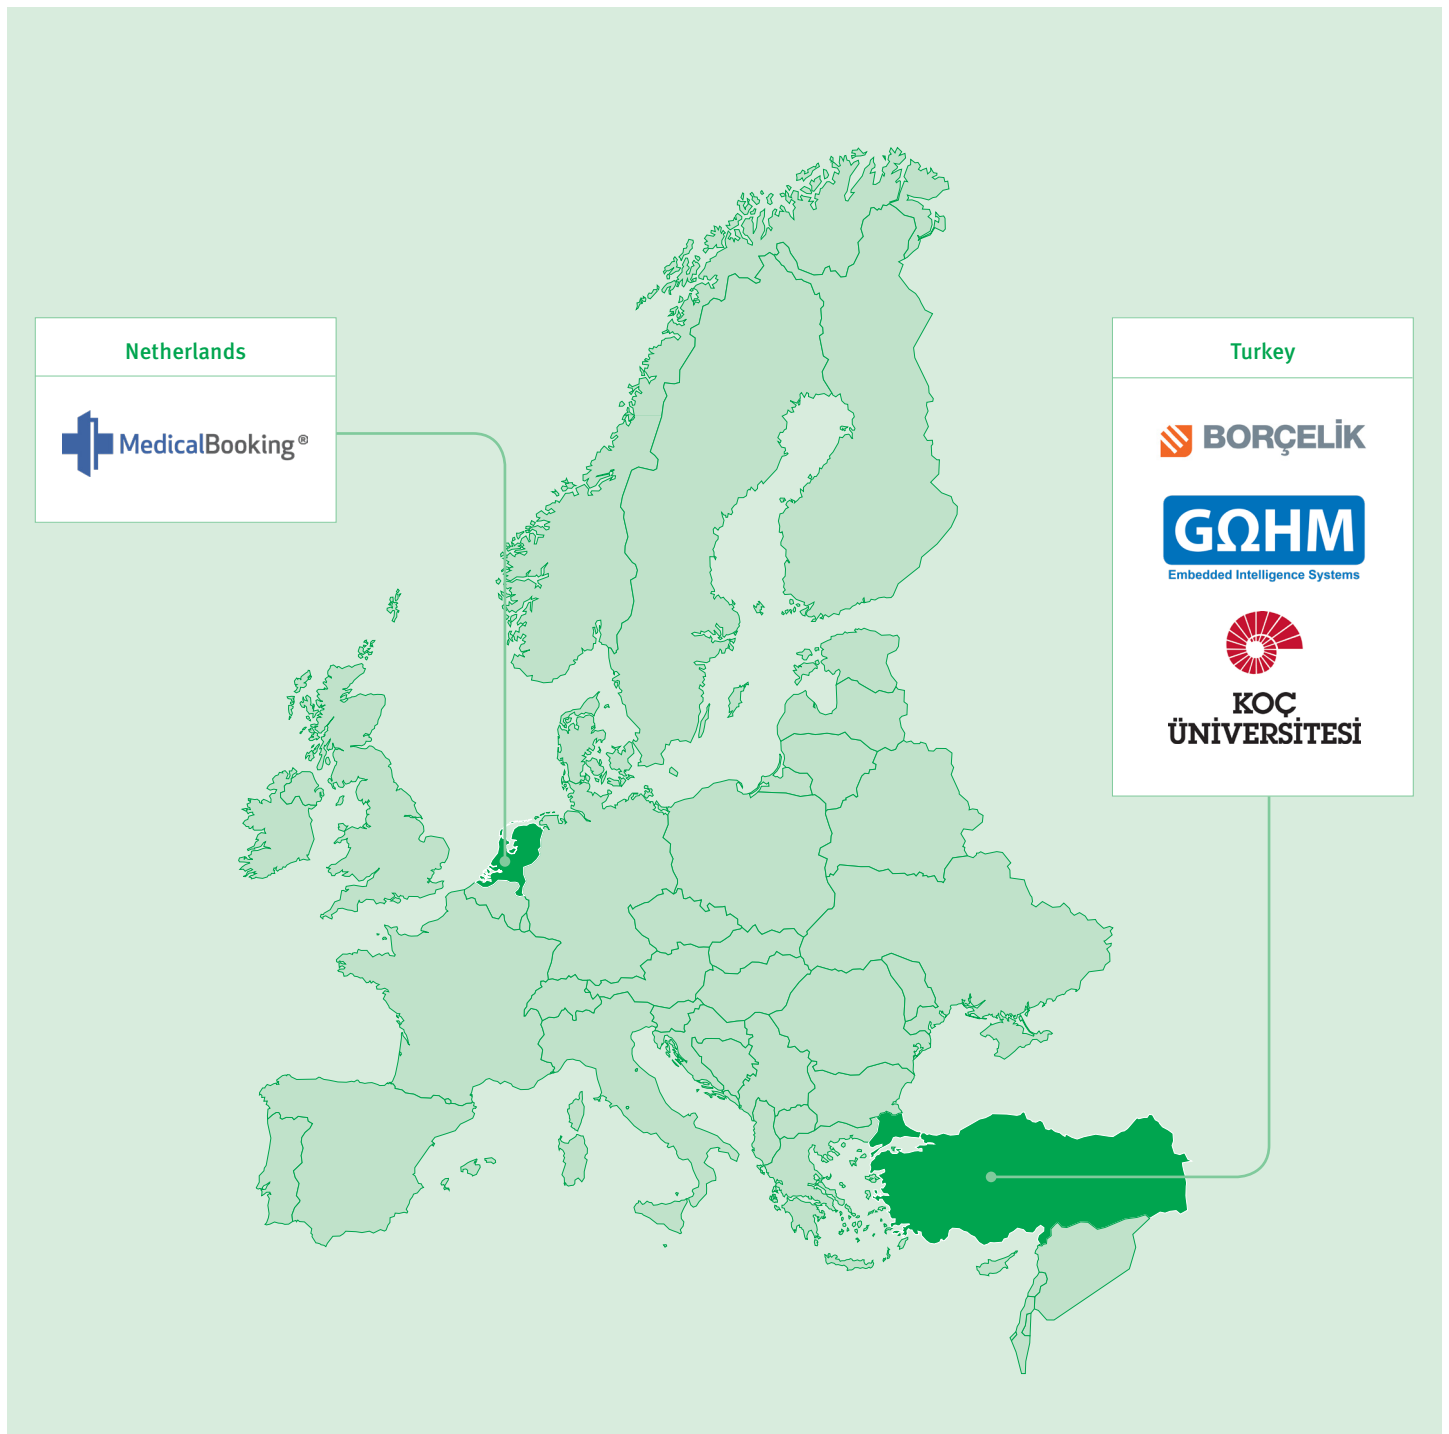 Netherlands
MedicalBooking®
Turkey
BORÇELİK
GΩHM
Embedded Intelligence Systems
KOÇ
ÜNİVERSİTESİ